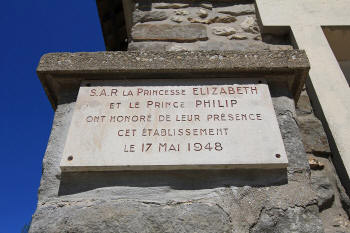 S.A.R LA PRINCESSE ELIZABETH
ET LE PRINCE PHILIP
ONT HONORÉ DE LEUR PRÉSENCE
CET ÉTABLISSEMENT
LE 17 MAI 1948